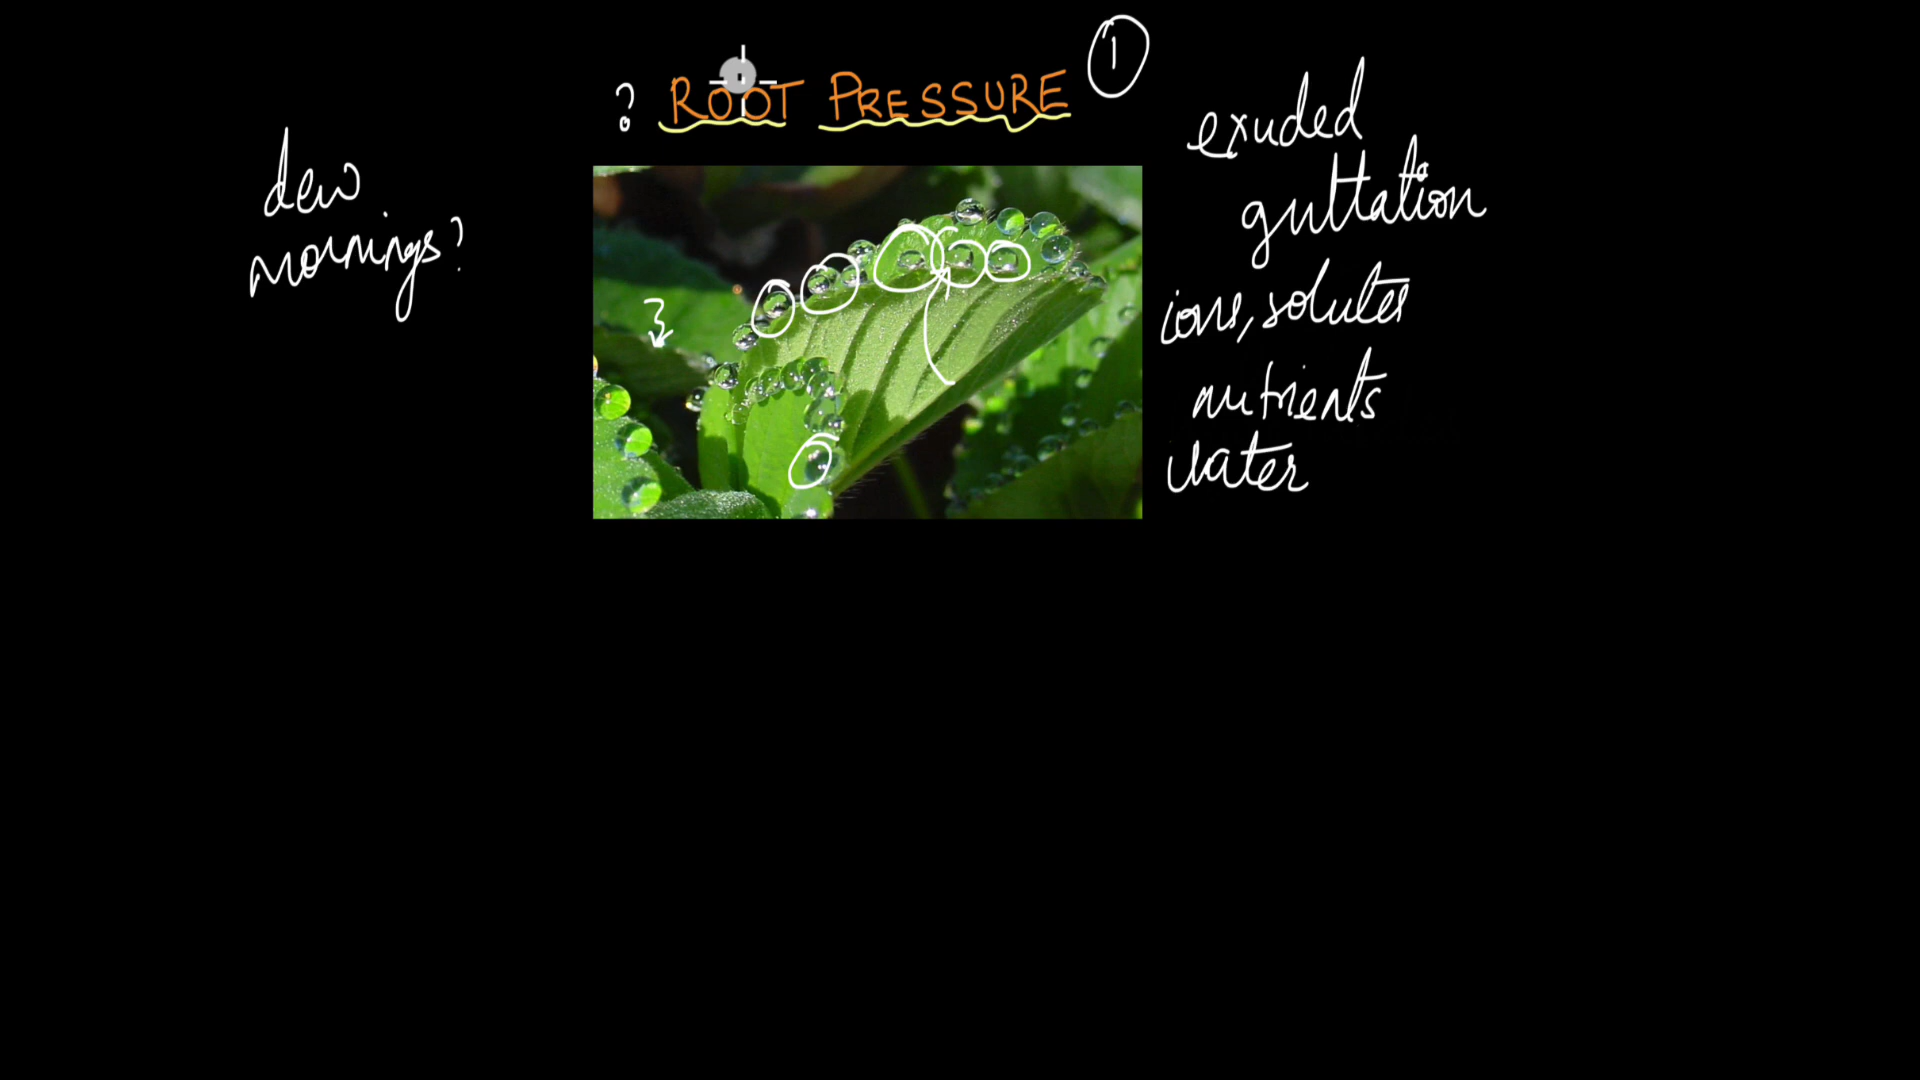 ? ROOT PRESSURE
1
dew
mornings?
exuded
guttation
ions, solutes
nutrients
water